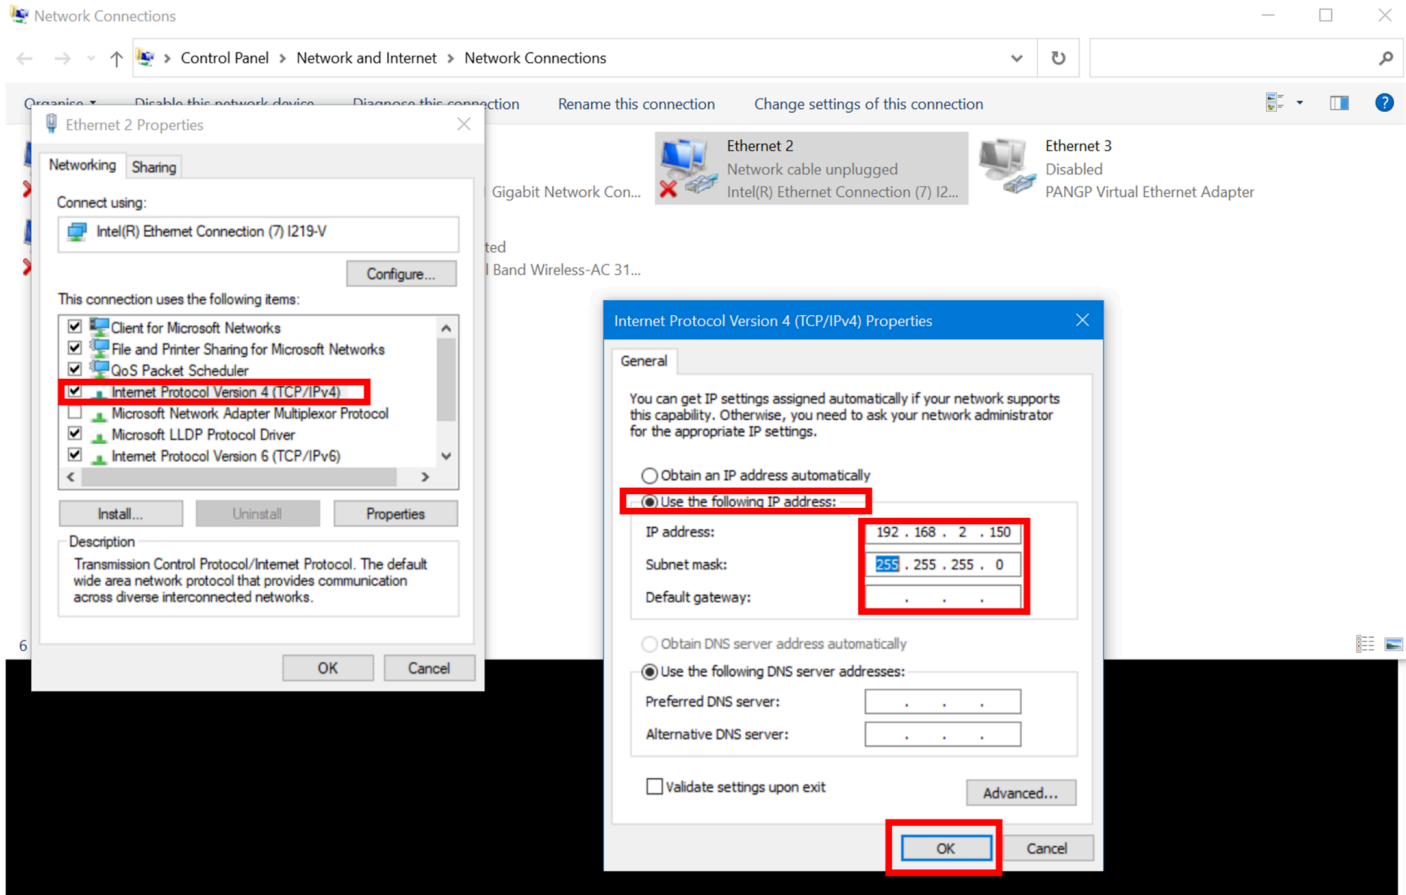 Network Connections
Control Panel > Network and Internet > Network Connections
Organise Disable this network device Diagnose this connection Rename this connection Change settings of this connection
Ethernet 2 Properties
Networking Sharing
Connect using:
Intel(R) Ethernet Connection (7) I219-V
Configure...
This connection uses the following items:
Client for Microsoft Networks
File and Printer Sharing for Microsoft Networks
QoS Packet Scheduler
Internet Protocol Version 4 (TCP/IPv4)
Microsoft Network Adapter Multiplexor Protocol
Microsoft LLDP Protocol Driver
Internet Protocol Version 6 (TCP/IPv6)
Install... Uninstall Properties
Description
Transmission Control Protocol/Internet Protocol. The default
wide area network protocol that provides communication
across diverse interconnected networks.
OK Cancel
6
Gigabit Network Con...
ted
Band Wireless-AC 31...
Ethernet 2
Network cable unplugged
Intel(R) Ethernet Connection (7) I2...
Ethernet 3
Disabled
PANGP Virtual Ethernet Adapter
Internet Protocol Version 4 (TCP/IPv4) Properties
General
You can get IP settings assigned automatically if your network supports
this capability. Otherwise, you need to ask your network administrator
for the appropriate IP settings.
Obtain an IP address automatically
Use the following IP address:
IP address: 192 . 168 . 2 . 150
Subnet mask: 255 . 255 . 255 . 0
Default gateway: . . .
Obtain DNS server address automatically
Use the following DNS server addresses:
Preferred DNS server: . . .
Alternative DNS server: . . .
Validate settings upon exit
Advanced...
OK Cancel